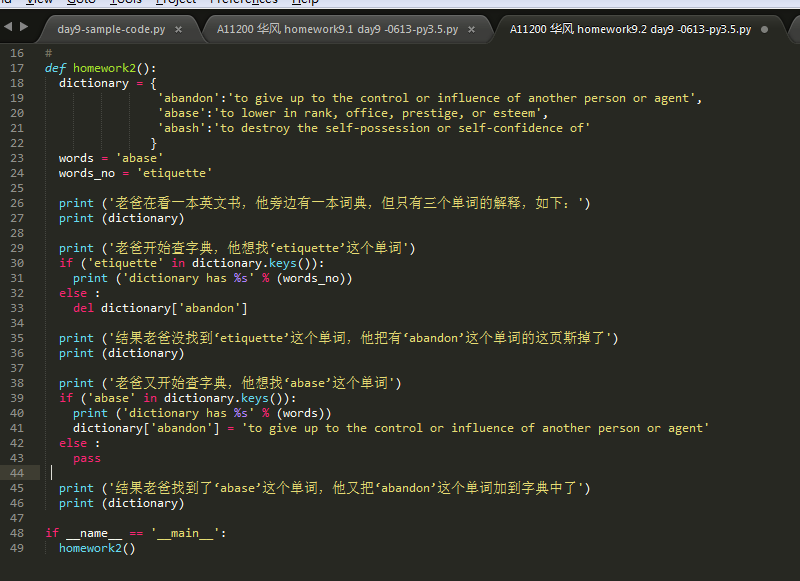 View Goto Tools Project Preferences Help
day9-sample-code.py × A11200 华风 homework9.1 day9 -0613-py3.5.py × A11200 华风 homework9.2 day9 -0613-py3.5.py
16 #
17 def homework2():
18 dictionary = {
19 'abandon':'to give up to the control or influence of another person or agent',
20 'abase':'to lower in rank, office, prestige, or esteem',
21 'abash':'to destroy the self-possession or self-confidence of'
22 }
23 words = 'abase'
24 words_no = 'etiquette'
25
26 print ('老爸在看一本英文书，他旁边有一本词典，但只有三个单词的解释，如下：')
27 print (dictionary)
28
29 print ('老爸开始查字典，他想找‘etiquette’这个单词')
30 if ('etiquette' in dictionary.keys()):
31 print ('dictionary has %s' % (words_no))
32 else :
33 del dictionary['abandon']
34
35 print ('结果老爸没找到‘etiquette’这个单词，他把有‘abandon’这个单词的这页斯掉了')
36 print (dictionary)
37
38 print ('老爸又开始查字典，他想找‘abase’这个单词')
39 if ('abase' in dictionary.keys()):
40 print ('dictionary has %s' % (words))
41 dictionary['abandon'] = 'to give up to the control or influence of another person or agent'
42 else :
43 pass
44
45 print ('结果老爸找到了‘abase’这个单词，他又把‘abandon’这个单词加到字典中了')
46 print (dictionary)
47
48 if __name__ == '__main__':
49 homework2()